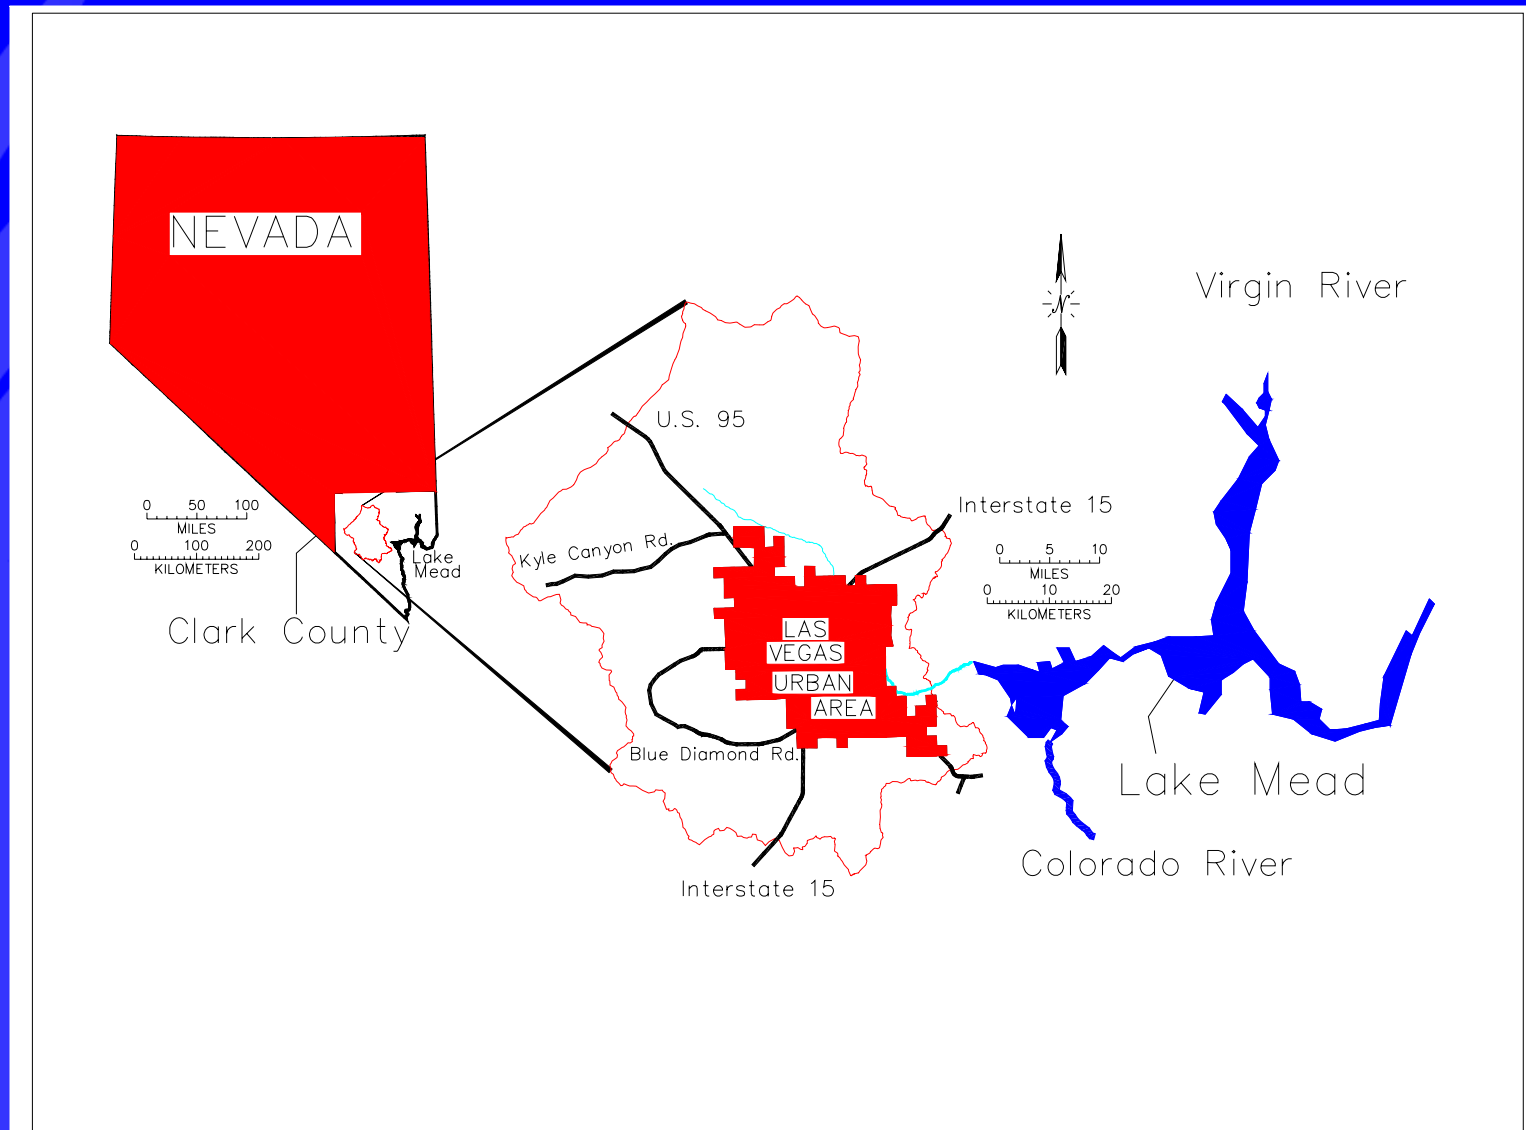 NEVADA
N
Virgin River
U.S. 95
Interstate 15
0 50 100
MILES
0 100 200
KILOMETERS
Lake
Mead
Kyle Canyon Rd.
0 5 10
MILES
0 10 20
KILOMETERS
Clark County
LAS
VEGAS
URBAN
AREA
Blue Diamond Rd.
Lake Mead
Colorado River
Interstate 15